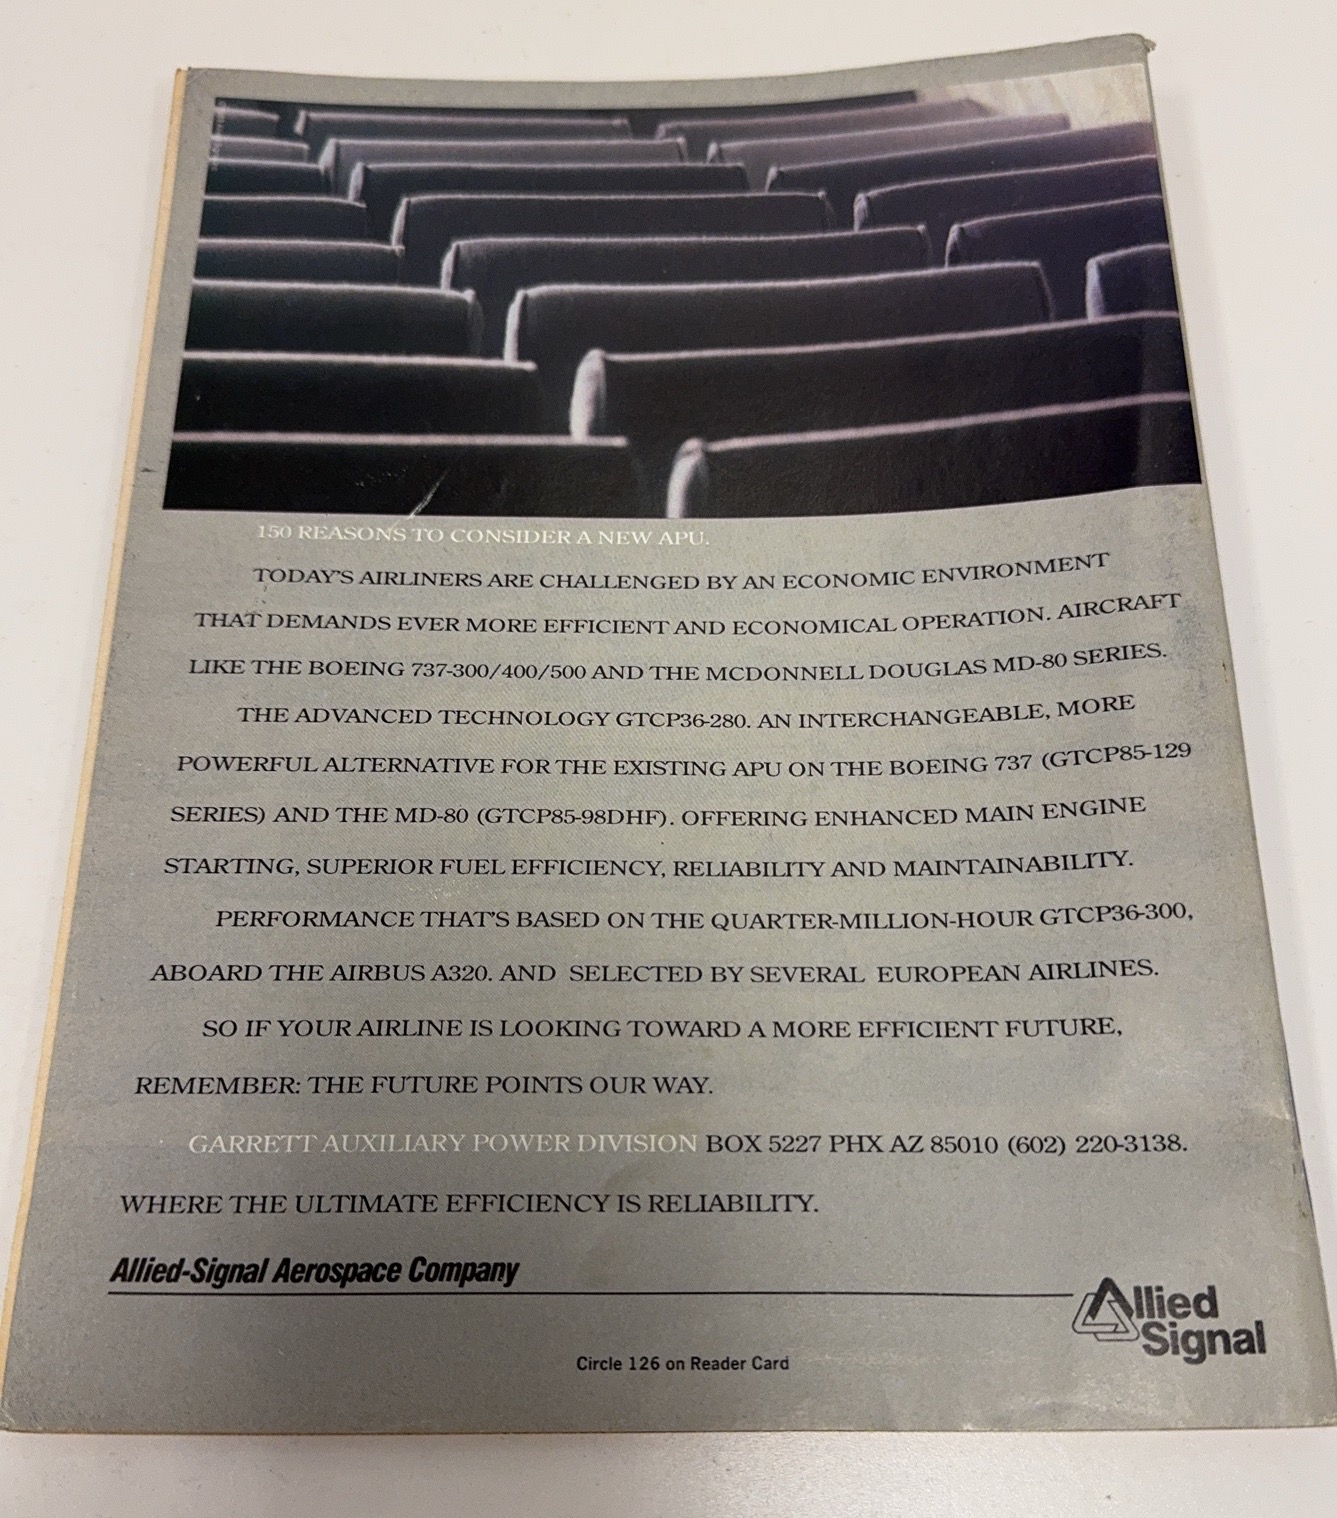 150 REASONS TO CONSIDER A NEW APU.
TODAY'S AIRLINERS ARE CHALLENGED BY AN ECONOMIC ENVIRONMENT
THAT DEMANDS EVER MORE EFFICIENT AND ECONOMICAL OPERATION. AIRCRAFT
LIKE THE BOEING 737-300/400/500 AND THE MCDONNELL DOUGLAS MD-80 SERIES.
THE ADVANCED TECHNOLOGY GTCP36-280. AN INTERCHANGEABLE, MORE
POWERFUL ALTERNATIVE FOR THE EXISTING APU ON THE BOEING 737 (GTCP85-129
SERIES) AND THE MD-80 (GTCP85-98DHF). OFFERING ENHANCED MAIN ENGINE
STARTING, SUPERIOR FUEL EFFICIENCY, RELIABILITY AND MAINTAINABILITY.
PERFORMANCE THAT'S BASED ON THE QUARTER-MILLION-HOUR GTCP36-300,
ABOARD THE AIRBUS A320. AND SELECTED BY SEVERAL EUROPEAN AIRLINES.
SO IF YOUR AIRLINE IS LOOKING TOWARD A MORE EFFICIENT FUTURE,
REMEMBER: THE FUTURE POINTS OUR WAY.
GARRETT AUXILIARY POWER DIVISION BOX 5227 PHX AZ 85010 (602) 220-3138.
WHERE THE ULTIMATE EFFICIENCY IS RELIABILITY.
Allied-Signal Aerospace Company
Allied
Signal
Circle 126 on Reader Card